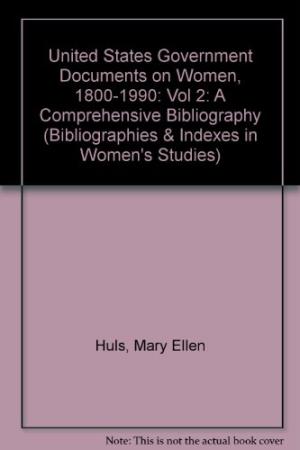 United States Government
Documents on Women,
1800-1990: Vol 2: A
Comprehensive Bibliography
(Bibliographies & Indexes in
Women's Studies)
Huls, Mary Ellen
Note: This is not the actual book cover